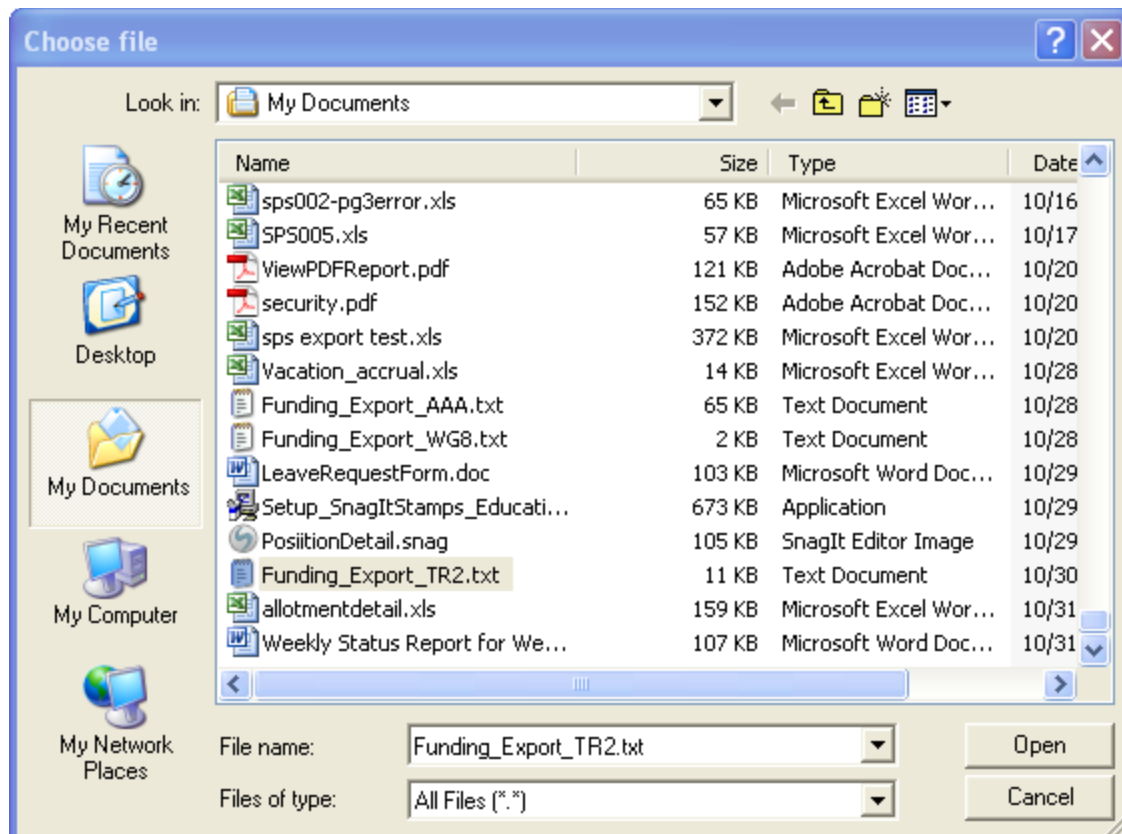 Choose file
Look in: My Documents
Name Size Type Date
sps002-pg3error.xls 65 KB Microsoft Excel Wor... 10/16
SPS005.xls 57 KB Microsoft Excel Wor... 10/17
ViewPDFReport.pdf 121 KB Adobe Acrobat Doc... 10/20
security.pdf 152 KB Adobe Acrobat Doc... 10/20
sps export test.xls 372 KB Microsoft Excel Wor... 10/20
Vacation_accrual.xls 14 KB Microsoft Excel Wor... 10/28
Funding_Export_AAA.txt 65 KB Text Document 10/28
Funding_Export_WG8.txt 2 KB Text Document 10/28
LeaveRequestForm.doc 103 KB Microsoft Word Doc... 10/29
Setup_SnagItStamps_Educati... 673 KB Application 10/29
PosiitionDetail.snag 105 KB SnagIt Editor Image 10/29
Funding_Export_TR2.txt 11 KB Text Document 10/30
allotmentdetail.xls 159 KB Microsoft Excel Wor... 10/31
Weekly Status Report for We... 107 KB Microsoft Word Doc... 10/31
My Recent
Documents
Desktop
My Documents
My Computer
My Network
Places
File name: Funding_Export_TR2.txt Open
Files of type: All Files (*.*) Cancel